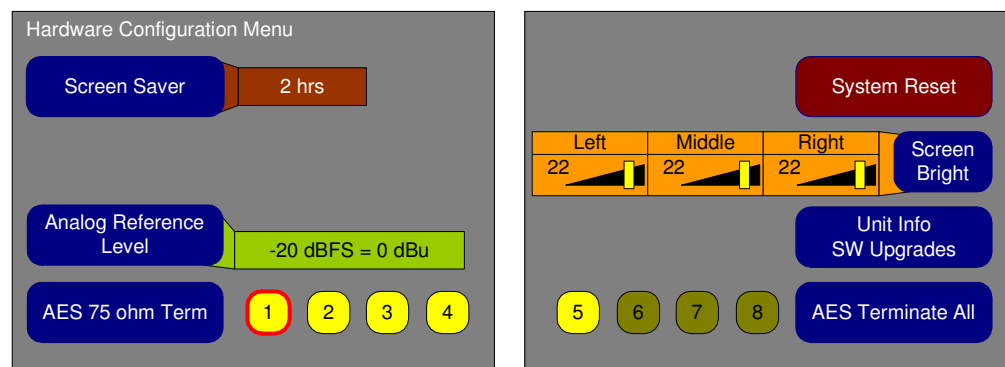 Hardware Configuration Menu
Screen Saver
2 hrs
Analog Reference
Level
-20 dBFS = 0 dBu
AES 75 ohm Term
1
2
3
4
System Reset
Left
Middle
Right
22
22
22
Screen
Bright
Unit Info
SW Upgrades
5
6
7
8
AES Terminate All